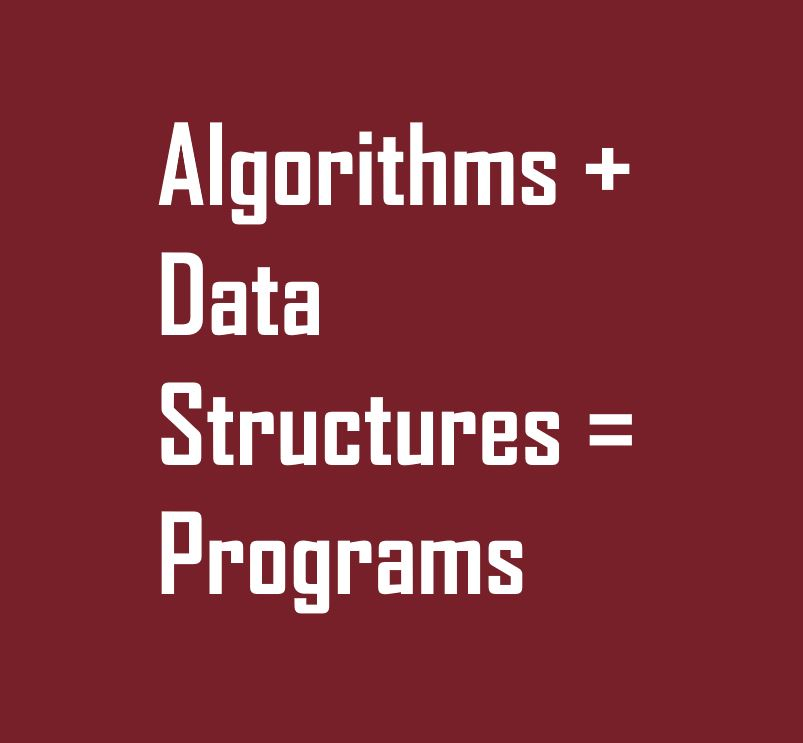 Algorithms +
Data
Structures =
Programs